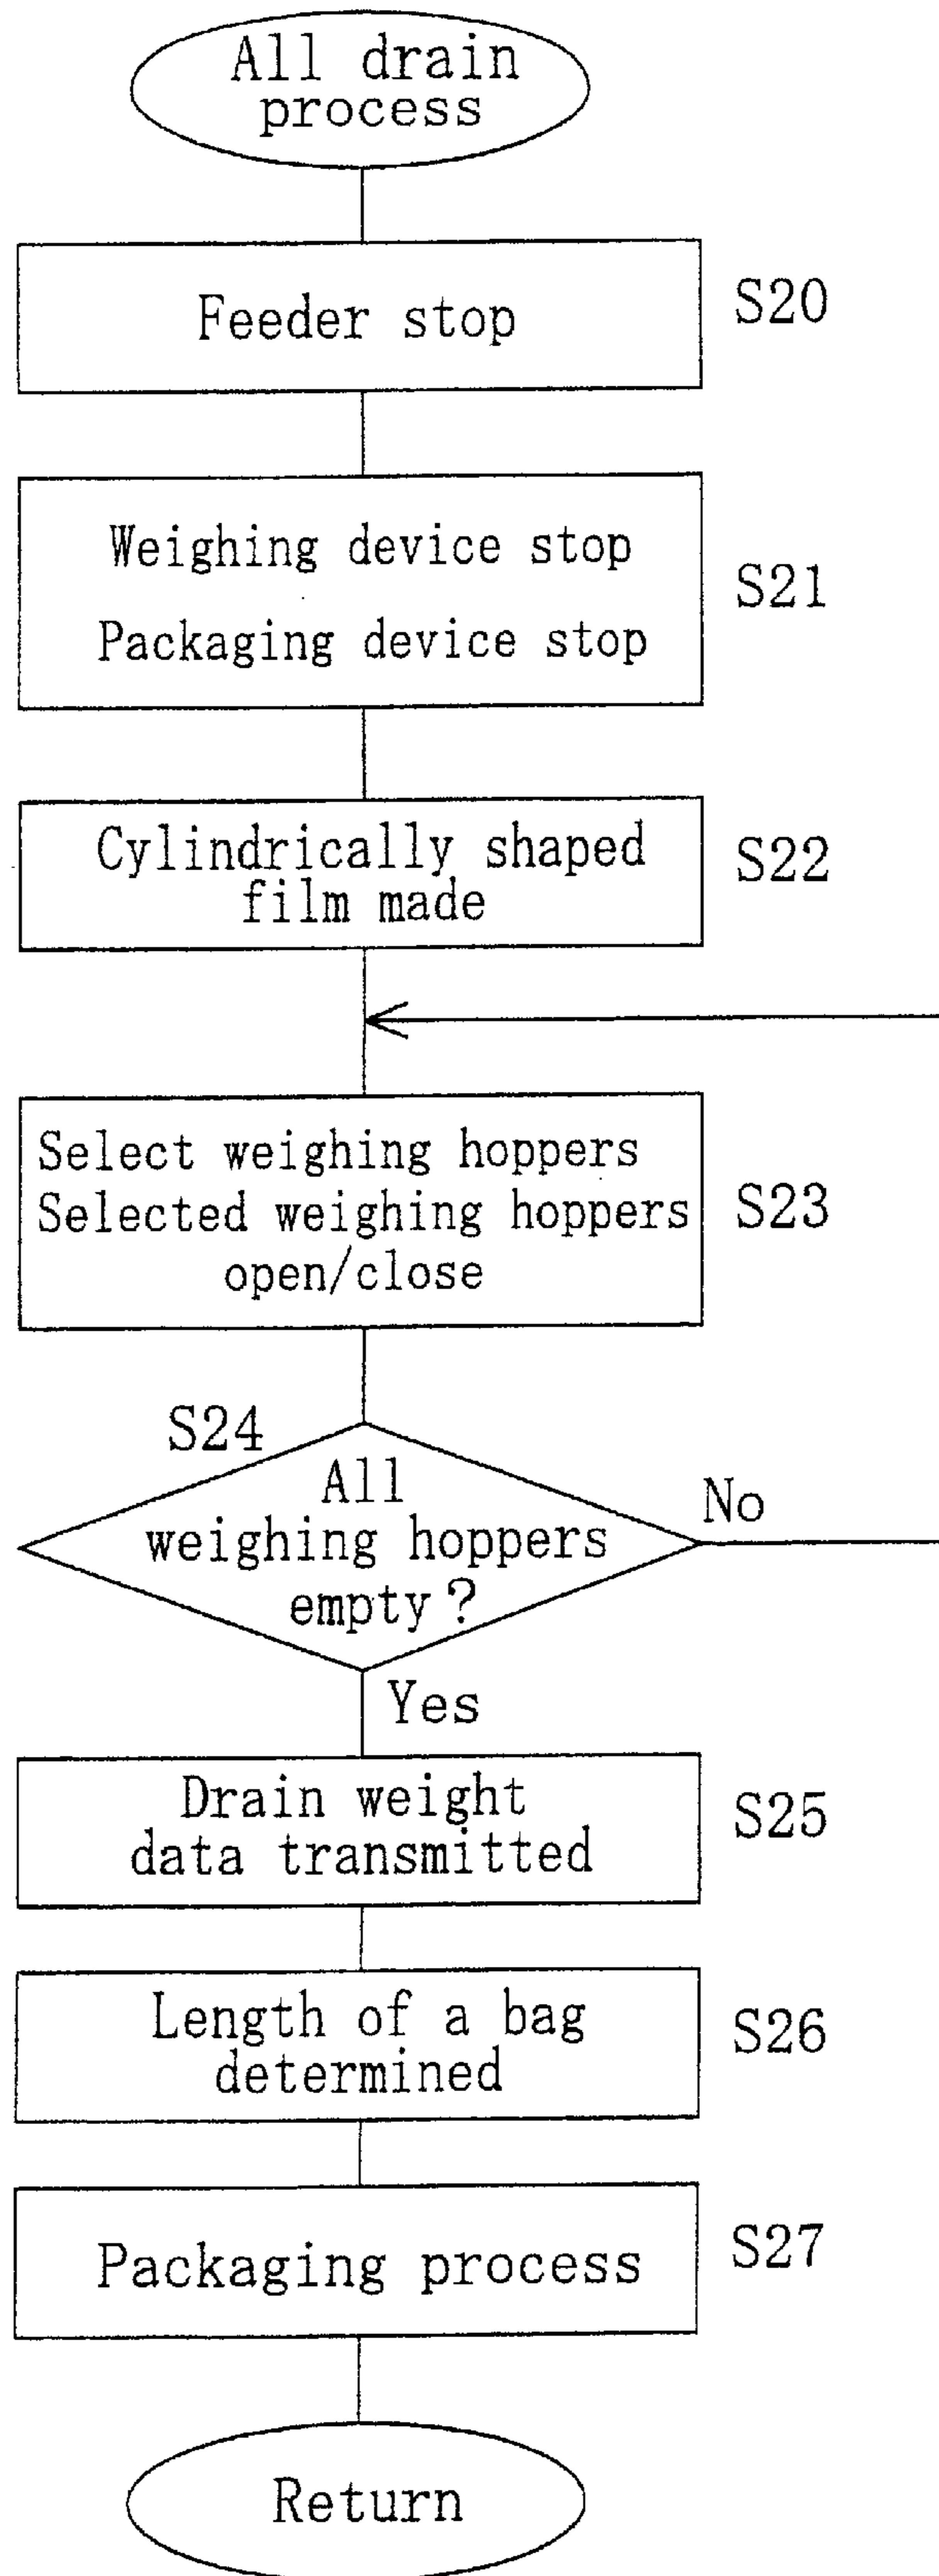 All drain
process
Feeder stop
S20
Weighing device stop
Packaging device stop
S21
Cylindrically shaped
film made
S22
Select weighing hoppers
Selected weighing hoppers
open/close
S23
S24
All
weighing hoppers
empty?
No
Yes
Drain weight
data transmitted
S25
Length of a bag
determined
S26
Packaging process
S27
Return